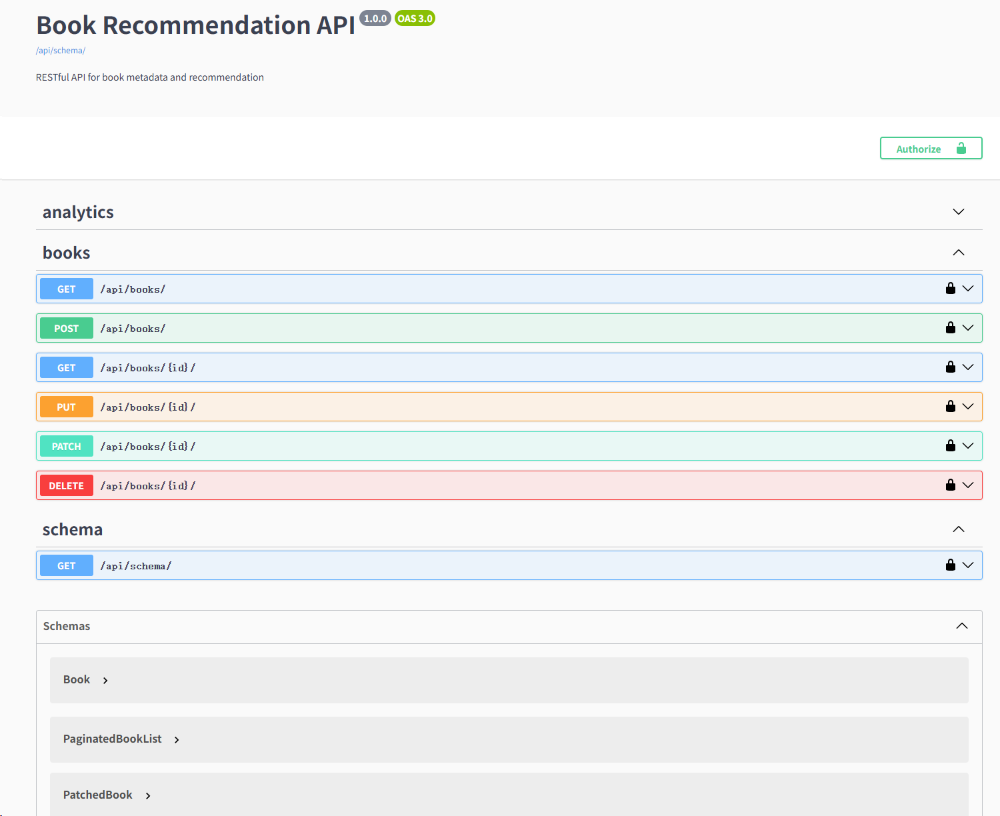 Book Recommendation API 1.0.0 OAS 3.0
/api/schema/
RESTful API for book metadata and recommendation
Authorize
analytics
books
GET /api/books/
POST /api/books/
GET /api/books/{id}/
PUT /api/books/{id}/
PATCH /api/books/{id}/
DELETE /api/books/{id}/
schema
GET /api/schema/
Schemas
Book
PaginatedBookList
PatchedBook